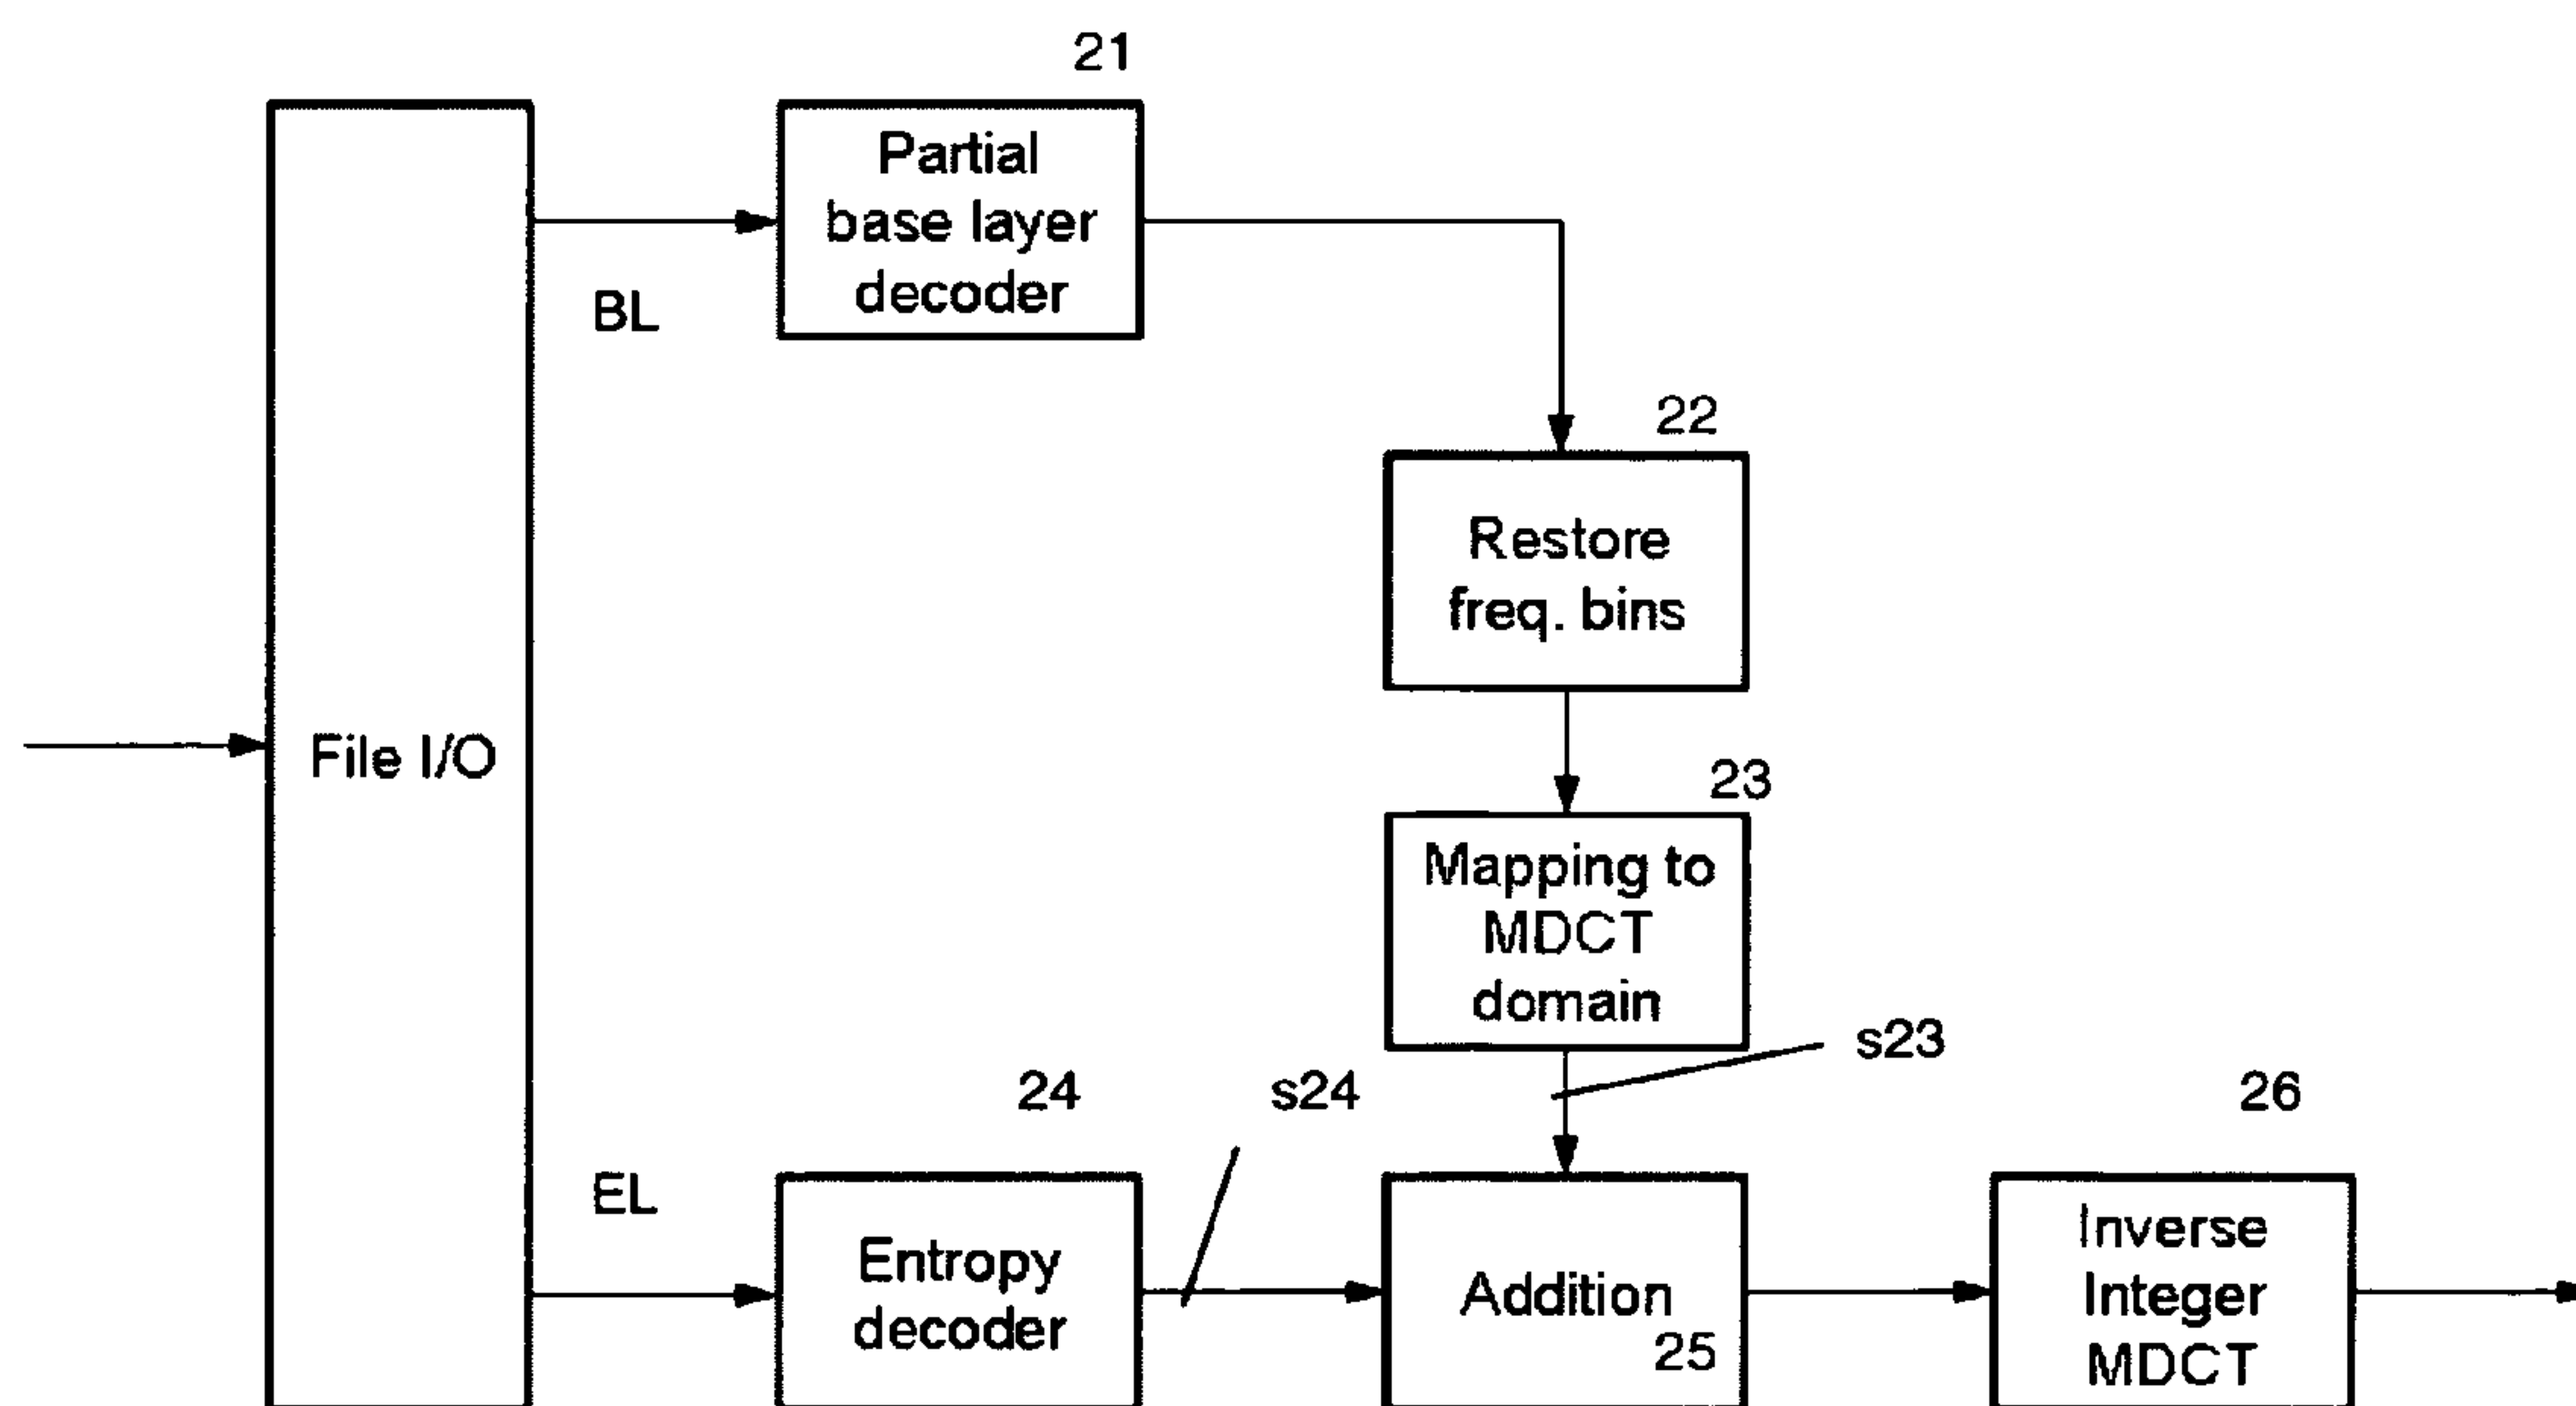 21
Partial
base layer
decoder
BL
22
Restore
freq. bins
File I/O
23
Mapping to
MDCT
domain
s23
24
s24
26
EL
Entropy
decoder
Addition
25
Inverse
Integer
MDCT